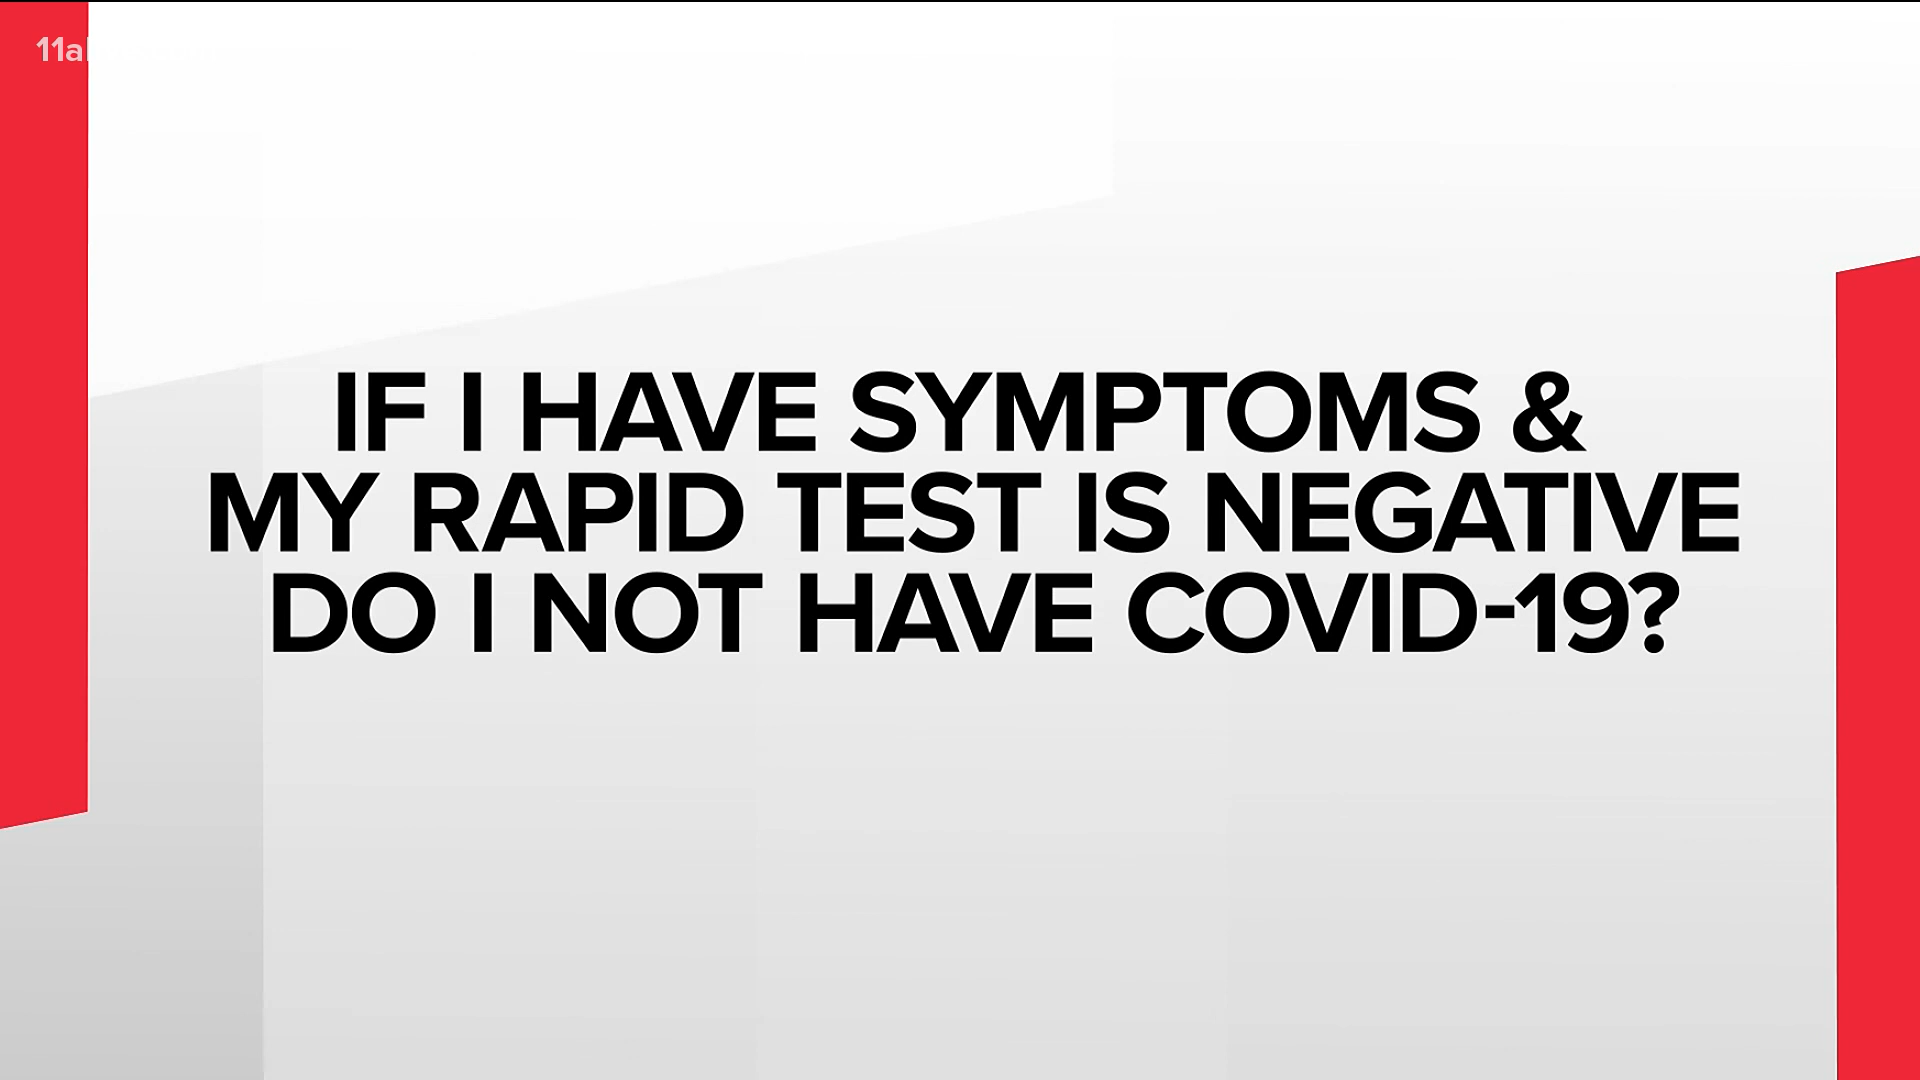 IF I HAVE SYMPTOMS &
MY RAPID TEST IS NEGATIVE
DO I NOT HAVE COVID-19?